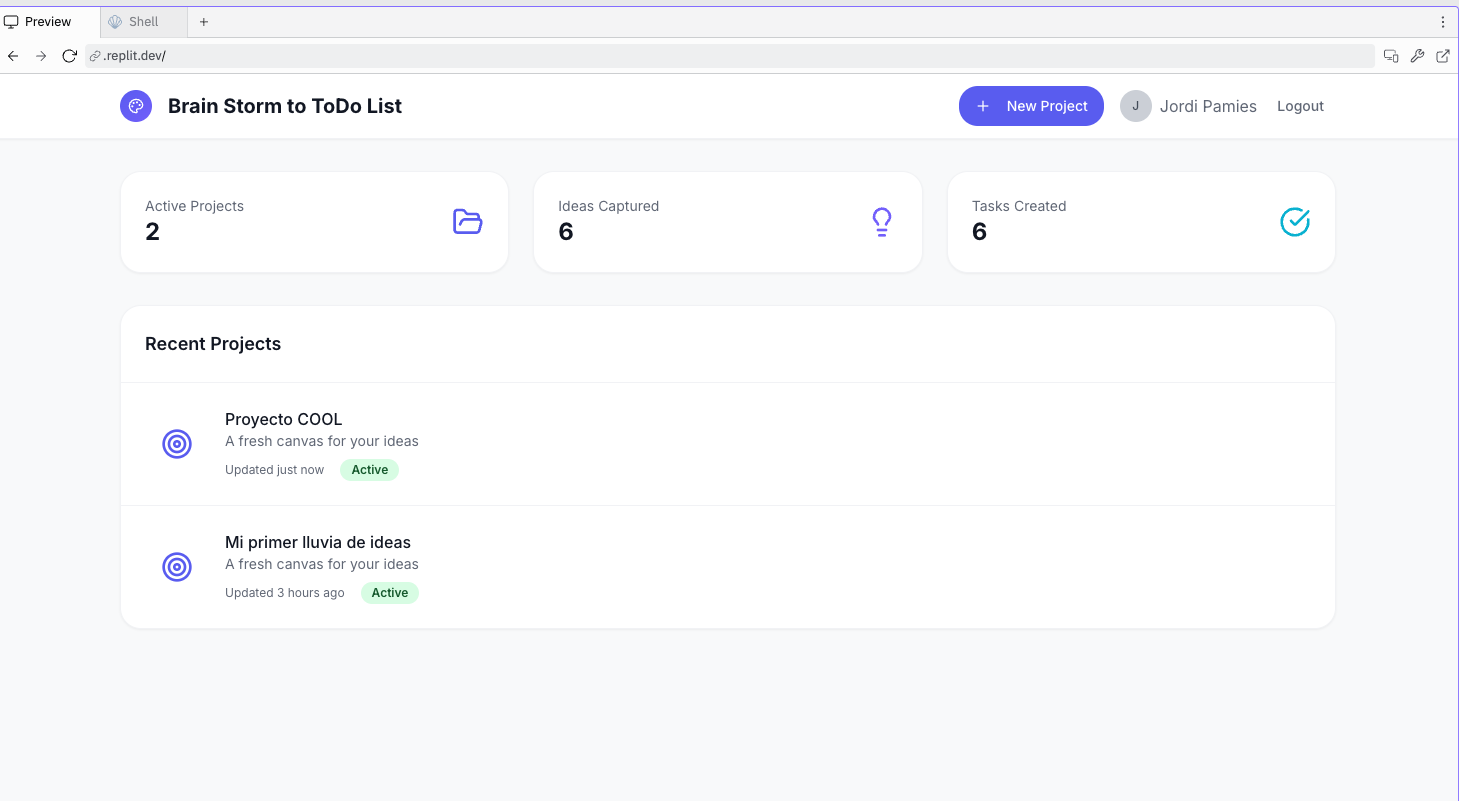 Preview
Shell
.replit.dev/
Brain Storm to ToDo List
New Project
J
Jordi Pamies
Logout
Active Projects
2
Ideas Captured
6
Tasks Created
6
Recent Projects
Proyecto COOL
A fresh canvas for your ideas
Updated just now
Active
Mi primer lluvia de ideas
A fresh canvas for your ideas
Updated 3 hours ago
Active